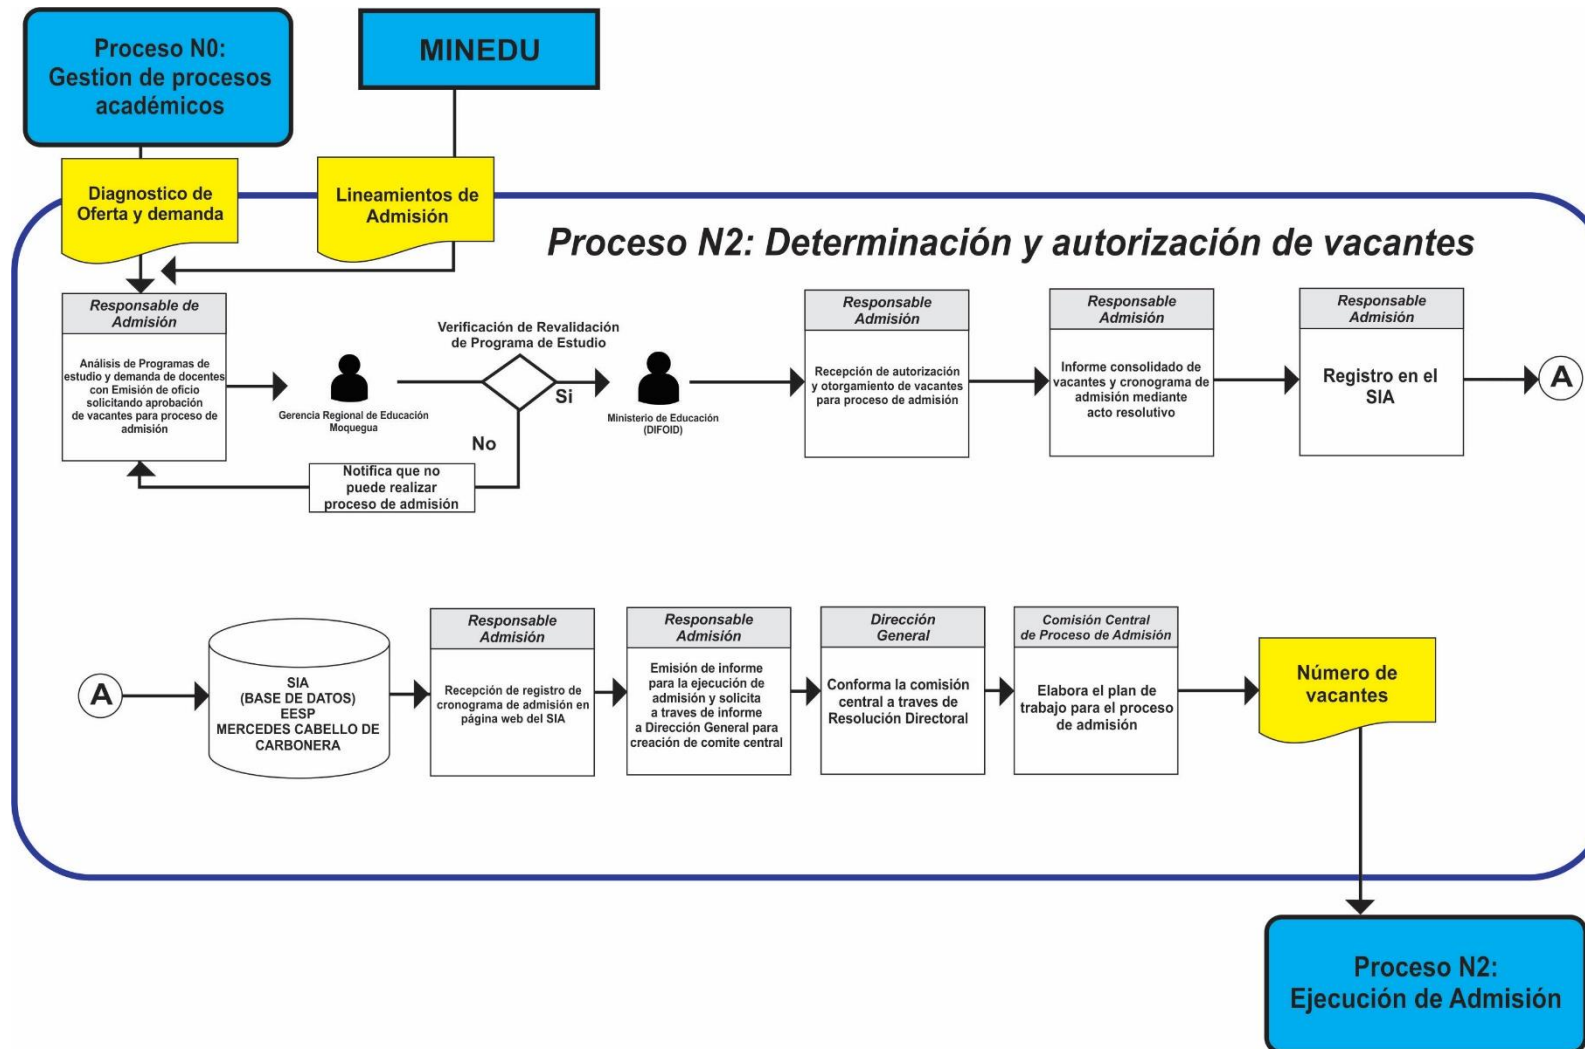 Proceso N0:
Gestion de procesos
académicos
MINEDU
Diagnostico de
Oferta y demanda
Lineamientos de
Admisión
Proceso N2: Determinación y autorización de vacantes
Responsable de
Admisión
Análisis de Programas de
estudio y demanda de docentes
con Emisión de oficio
solicitando aprobación
de vacantes para proceso de
admisión
Gerencia Regional de Educación
Moquegua
Verificación de Revalidación
de Programa de Estudio
Si
No
Notifica que no
puede realizar
proceso de admisión
Ministerio de Educación
(DIFOID)
Responsable
Admisión
Recepción de autorización
y otorgamiento de vacantes
para proceso de admisión
Responsable
Admisión
Informe consolidado de
vacantes y cronograma de
admisión mediante
acto resolutivo
Responsable
Admisión
Registro en el
SIA
A
A
SIA
(BASE DE DATOS)
EESP
MERCEDES CABELLO DE
CARBONERA
Responsable
Admisión
Recepción de registro de
cronograma de admisión en
página web del SIA
Responsable
Admisión
Emisión de informe
para la ejecución de
admisión y solicita
a traves de informe
a Dirección General para
creación de comite central
Dirección
General
Conforma la comisión
central a traves de
Resolución Directoral
Comisión Central
de Proceso de Admisión
Elabora el plan de
trabajo para el proceso
de admisión
Número de
vacantes
Proceso N2:
Ejecución de Admisión